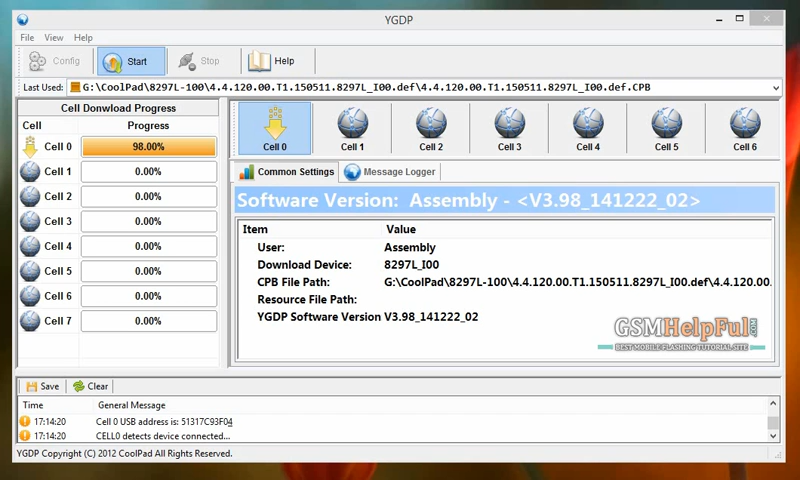 YGDP
File View Help
Config Start Stop Help
Last Used: G:\CoolPad\8297L-100\4.4.120.00.T1.150511.8297L_I00.def\4.4.120.00.T1.150511.8297L_I00.def.CPB
Cell Donwload Progress
Cell Progress
Cell 0 98.00%
Cell 1 0.00%
Cell 2 0.00%
Cell 3 0.00%
Cell 4 0.00%
Cell 5 0.00%
Cell 6 0.00%
Cell 7 0.00%
Cell 0 Cell 1 Cell 2 Cell 3 Cell 4 Cell 5 Cell 6
Common Settings Message Logger
Software Version: Assembly - <V3.98_141222_02>
Item Value
User: Assembly
Download Device: 8297L_I00
CPB File Path: G:\CoolPad\8297L-100\4.4.120.00.T1.150511.8297L_I00.def\4.4.120.00.
Resource File Path:
YGDP Software Version V3.98_141222_02
GSMHelpFul.com
BEST MOBILE FLASHING TUTORIAL SITE
Save Clear
Time General Message
17:14:20 Cell 0 USB address is: 51317C93F04
17:14:20 CELL0 detects device connected...
YGDP Copyright (C) 2012 CoolPad All Rights Reserved.